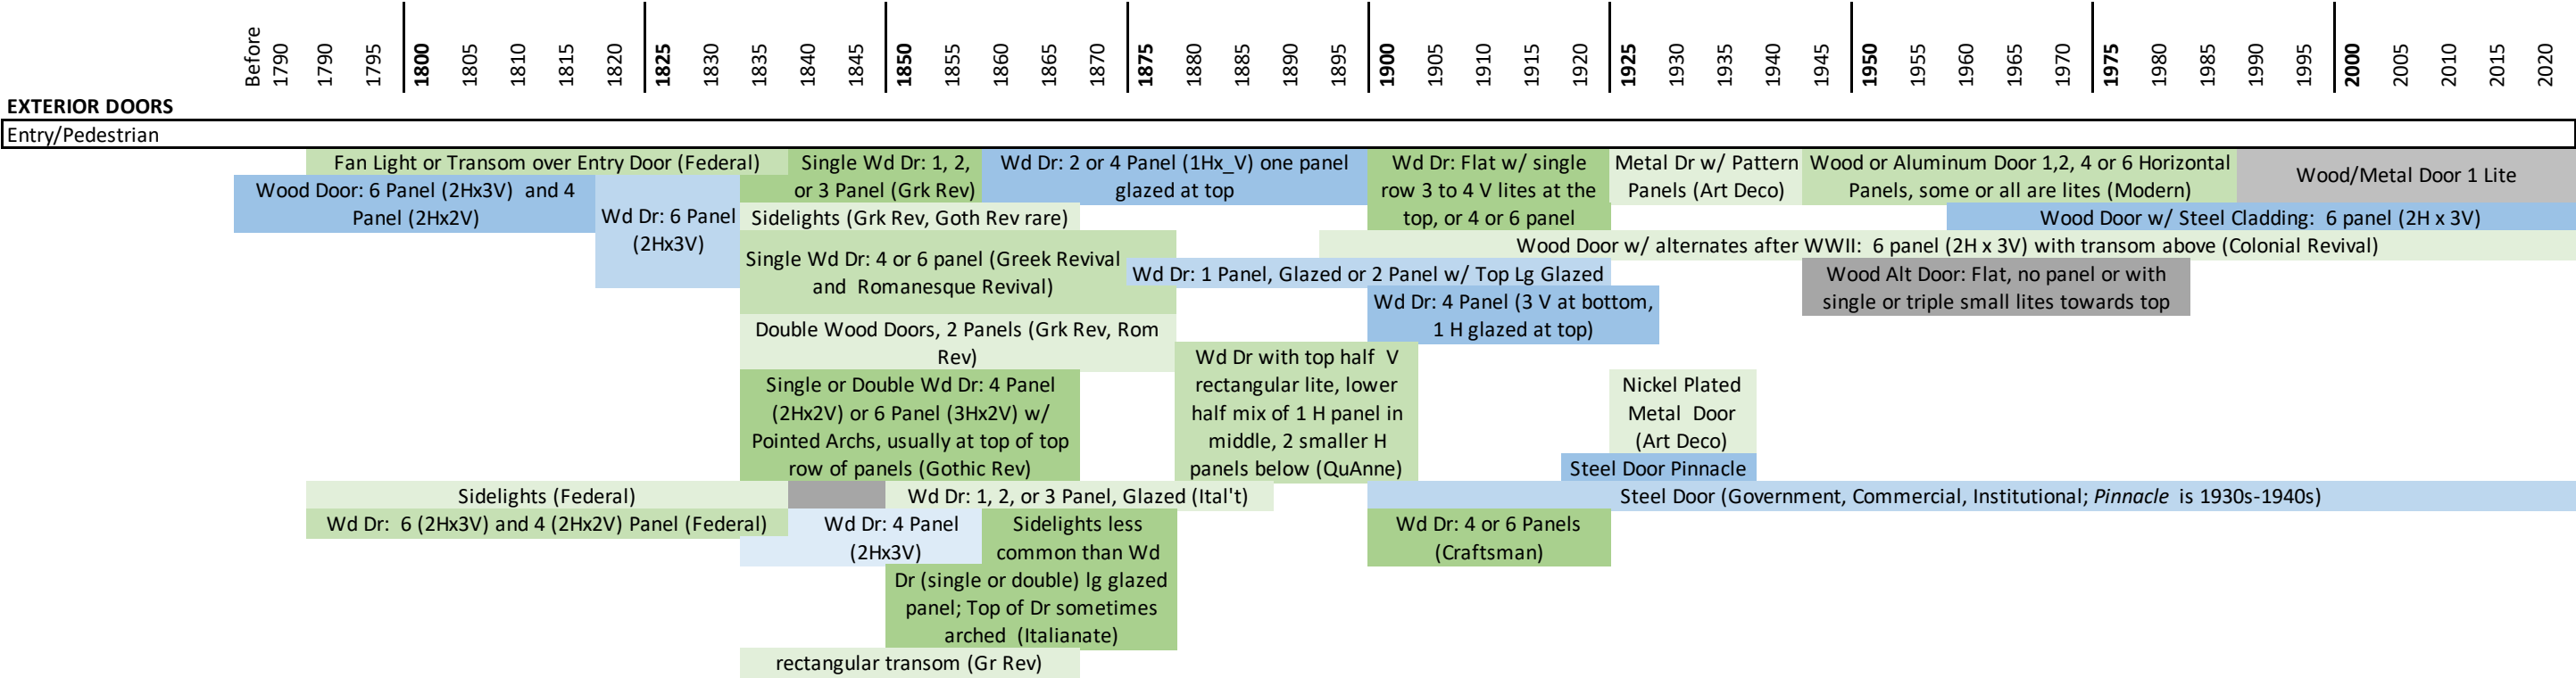 Before 1790 1790 1795 1800 1805 1810 1815 1820 1825 1830 1835 1840 1845 1850 1855 1860 1865 1870 1875 1880 1885 1890 1895 1900 1905 1910 1915 1920 1925 1930 1935 1940 1945 1950 1955 1960 1965 1970 1975 1980 1985 1990 1995 2000 2005 2010 2015 2020
EXTERIOR DOORS
Entry/Pedestrian
Fan Light or Transom over Entry Door (Federal)
Single Wd Dr: 1, 2,
or 3 Panel (Grk Rev)
Wd Dr: 2 or 4 Panel (1Hx_V) one panel
glazed at top
Wd Dr: Flat w/ single
row 3 to 4 V lites at the
top, or 4 or 6 panel
Metal Dr w/ Pattern
Panels (Art Deco)
Wood or Aluminum Door 1,2, 4 or 6 Horizontal
Panels, some or all are lites (Modern)
Wood/Metal Door 1 Lite
Wood Door: 6 Panel (2Hx3V) and 4
Panel (2Hx2V)
Wd Dr: 6 Panel
(2Hx3V)
Sidelights (Grk Rev, Goth Rev rare)
Wood Door w/ Steel Cladding: 6 panel (2H x 3V)
Wood Door w/ alternates after WWII: 6 panel (2H x 3V) with transom above (Colonial Revival)
Single Wd Dr: 4 or 6 panel (Greek Revival
and Romanesque Revival)
Wd Dr: 1 Panel, Glazed or 2 Panel w/ Top Lg Glazed
Wood Alt Door: Flat, no panel or with
single or triple small lites towards top
Wd Dr: 4 Panel (3 V at bottom,
1 H glazed at top)
Double Wood Doors, 2 Panels (Grk Rev, Rom
Rev)
Wd Dr with top half V
rectangular lite, lower
half mix of 1 H panel in
middle, 2 smaller H
panels below (QuAnne)
Single or Double Wd Dr: 4 Panel
(2Hx2V) or 6 Panel (3Hx2V) w/
Pointed Archs, usually at top of top
row of panels (Gothic Rev)
Nickel Plated
Metal Door
(Art Deco)
Steel Door Pinnacle
Sidelights (Federal)
Wd Dr: 1, 2, or 3 Panel, Glazed (Ital't)
Steel Door (Government, Commercial, Institutional; Pinnacle is 1930s-1940s)
Wd Dr: 6 (2Hx3V) and 4 (2Hx2V) Panel (Federal)
Wd Dr: 4 Panel
(2Hx3V)
Sidelights less
common than Wd
Dr (single or double) lg glazed
panel; Top of Dr sometimes
arched (Italianate)
Wd Dr: 4 or 6 Panels
(Craftsman)
rectangular transom (Gr Rev)